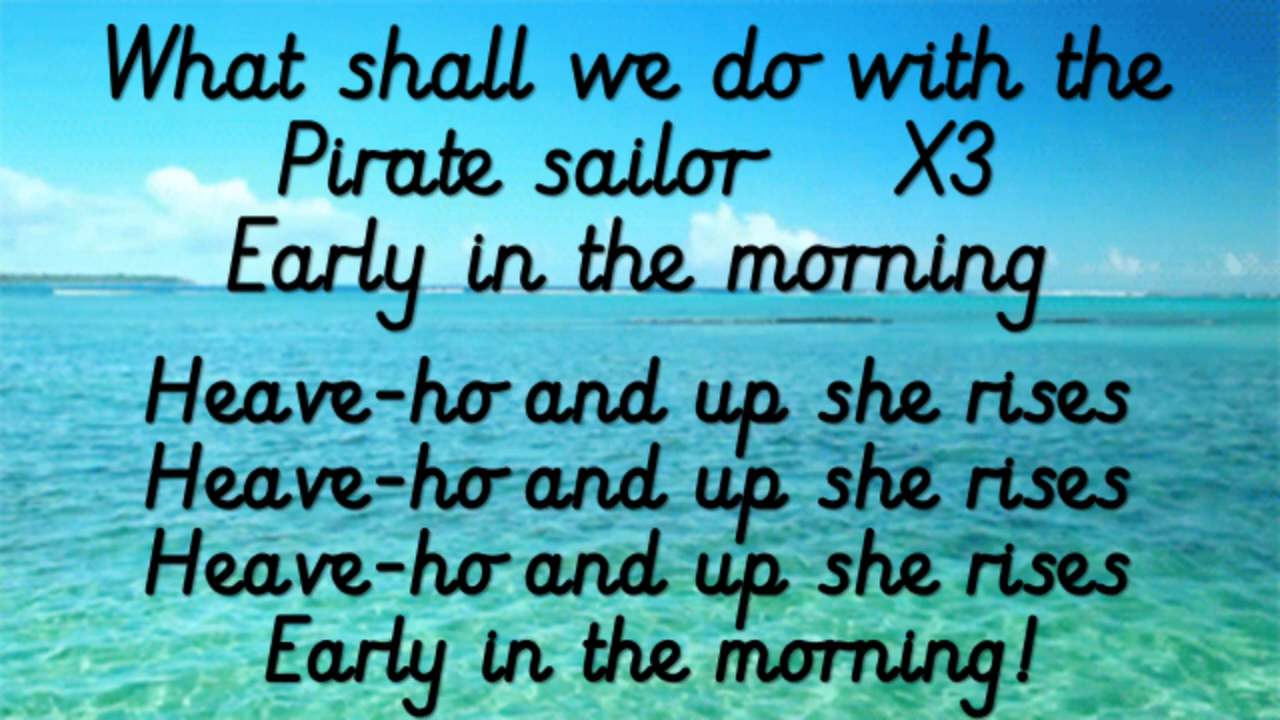 What shall we do with the
Pirate sailor X3
Early in the morning
Heave-ho and up she rises
Heave-ho and up she rises
Heave-ho and up she rises
Early in the morning!